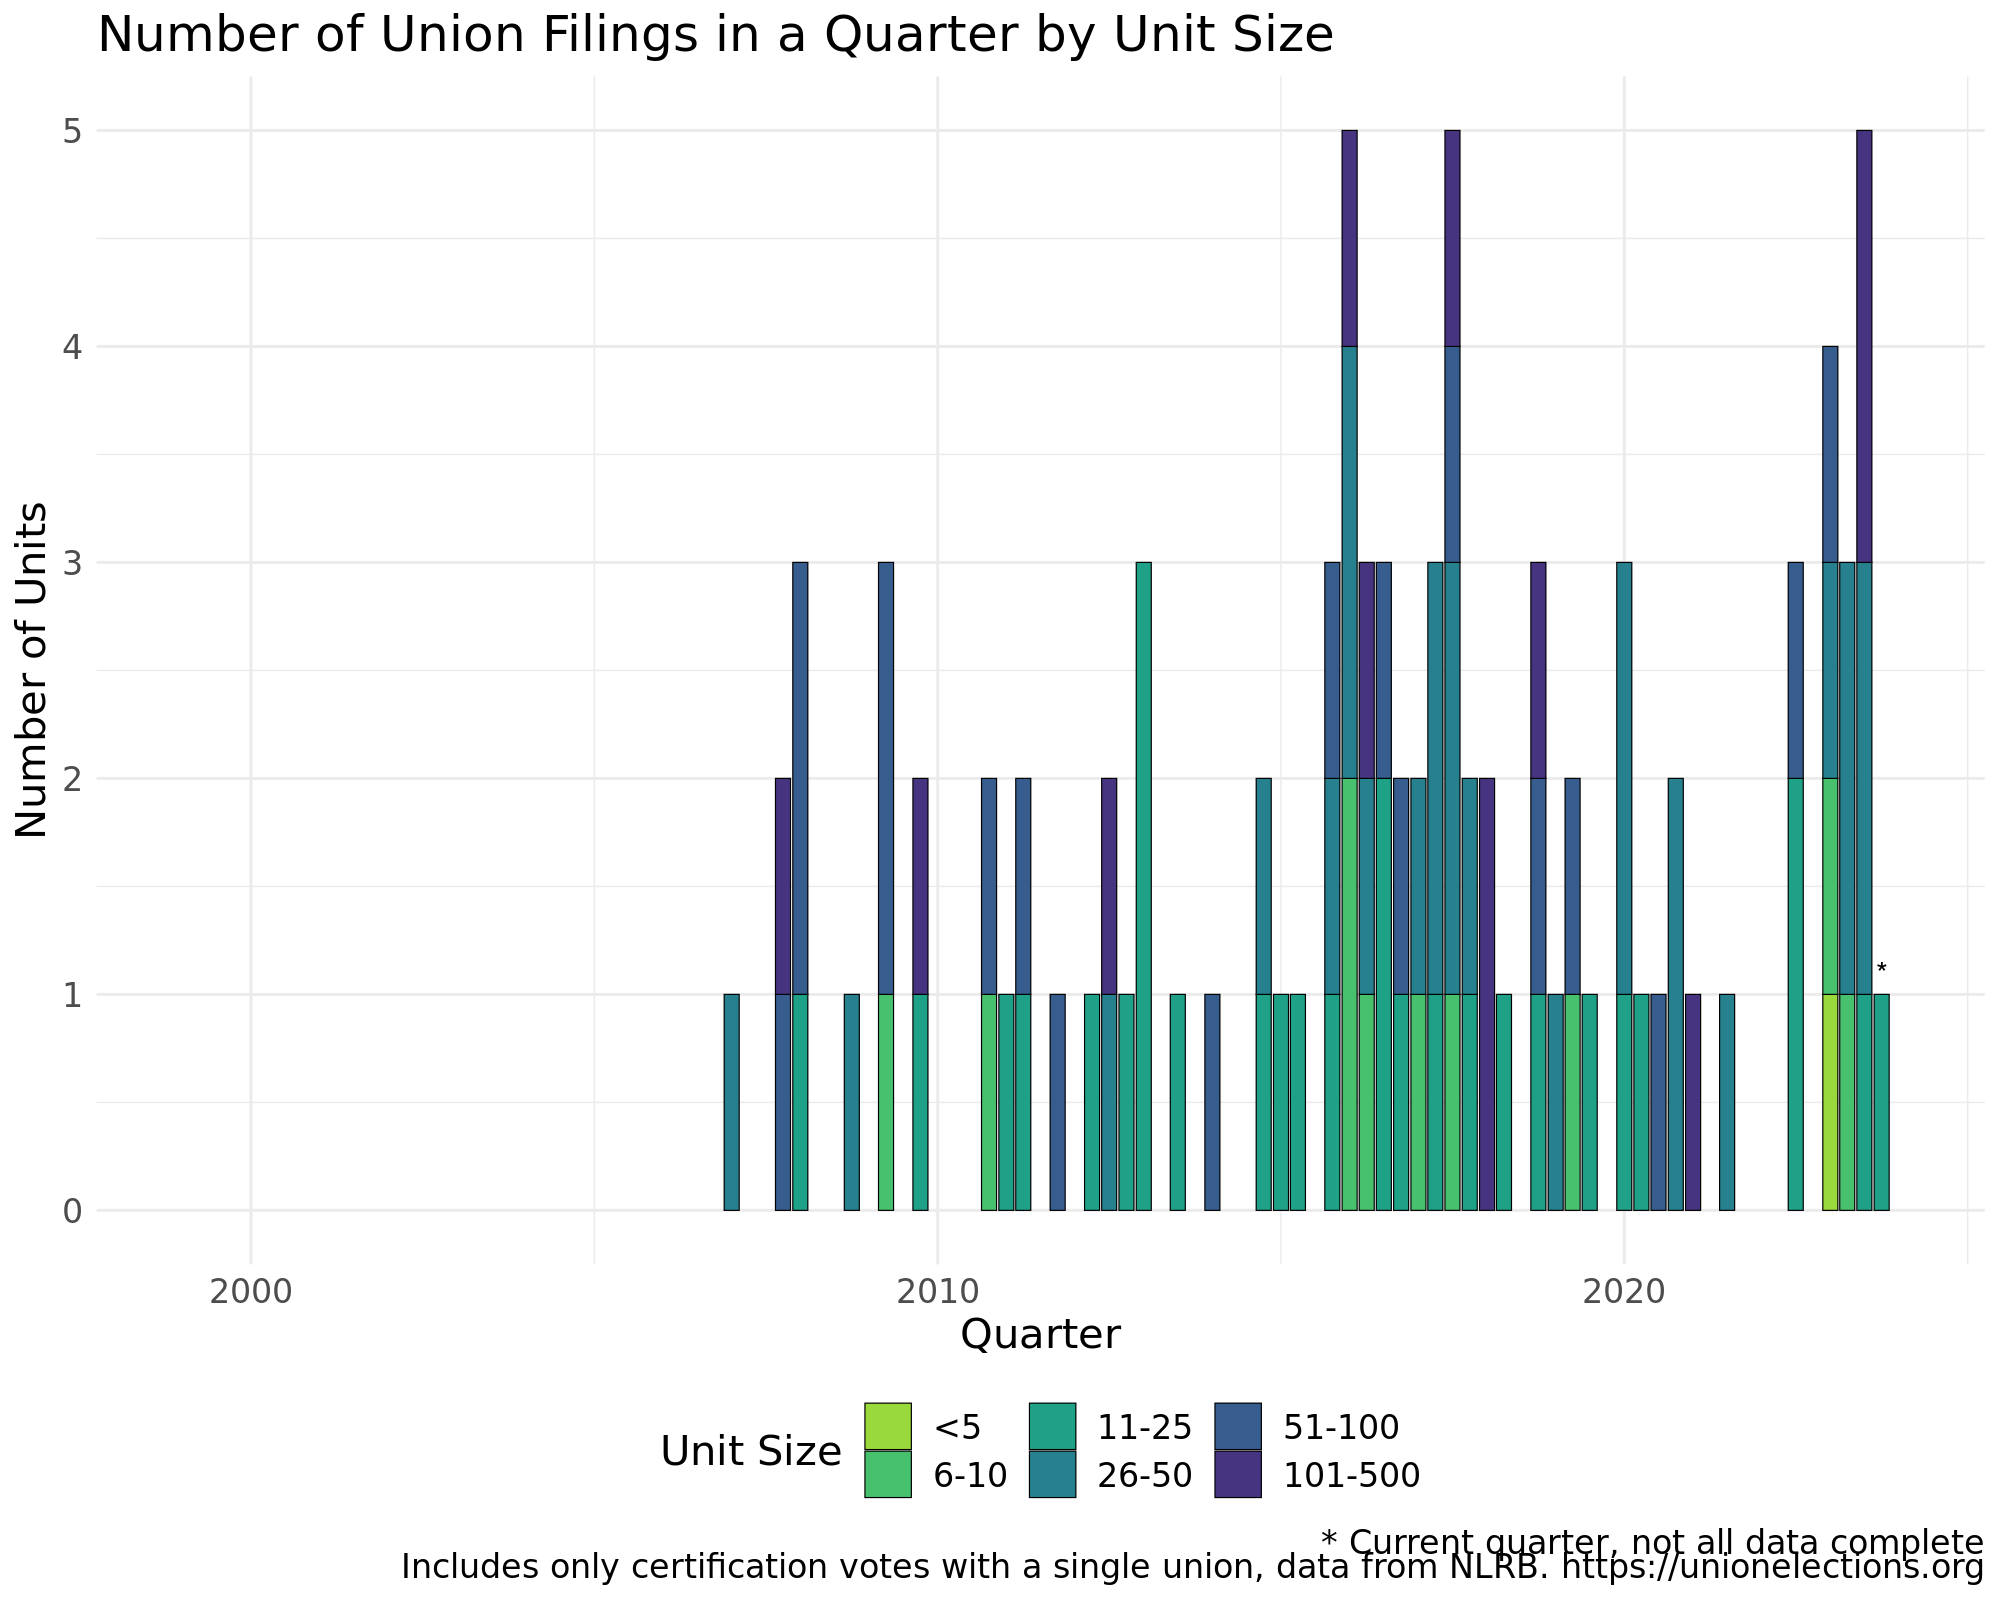 Number of Union Filings in a Quarter by Unit Size
Number of Units
5
4
3
2
1
0
*
2000 2010 2020
Quarter
Unit Size
<5 11-25 51-100
6-10 26-50 101-500
* Current quarter, not all data complete
Includes only certification votes with a single union, data from NLRB. https://unionelections.org